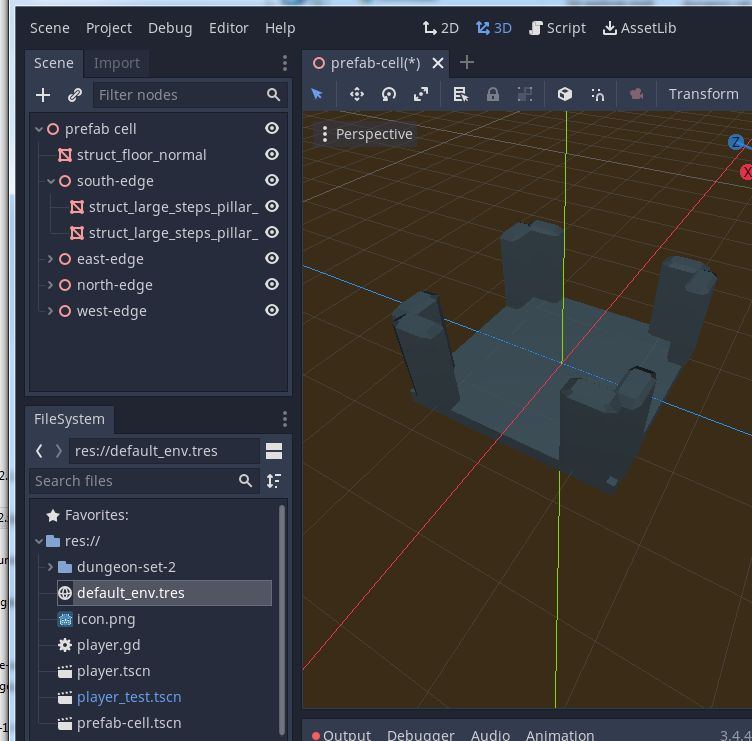 Scene Project Debug Editor Help 2D 3D Script AssetLib
Scene Import
prefab-cell(*)
Filter nodes
Transform
Perspective
prefab cell
struct_floor_normal
south-edge
struct_large_steps_pillar_
struct_large_steps_pillar_
east-edge
north-edge
west-edge
Z
X
FileSystem
res://default_env.tres
Search files
Favorites:
res://
dungeon-set-2
default_env.tres
icon.png
player.gd
player.tscn
player_test.tscn
prefab-cell.tscn
Output Debugger Audio Animation 3.4.4